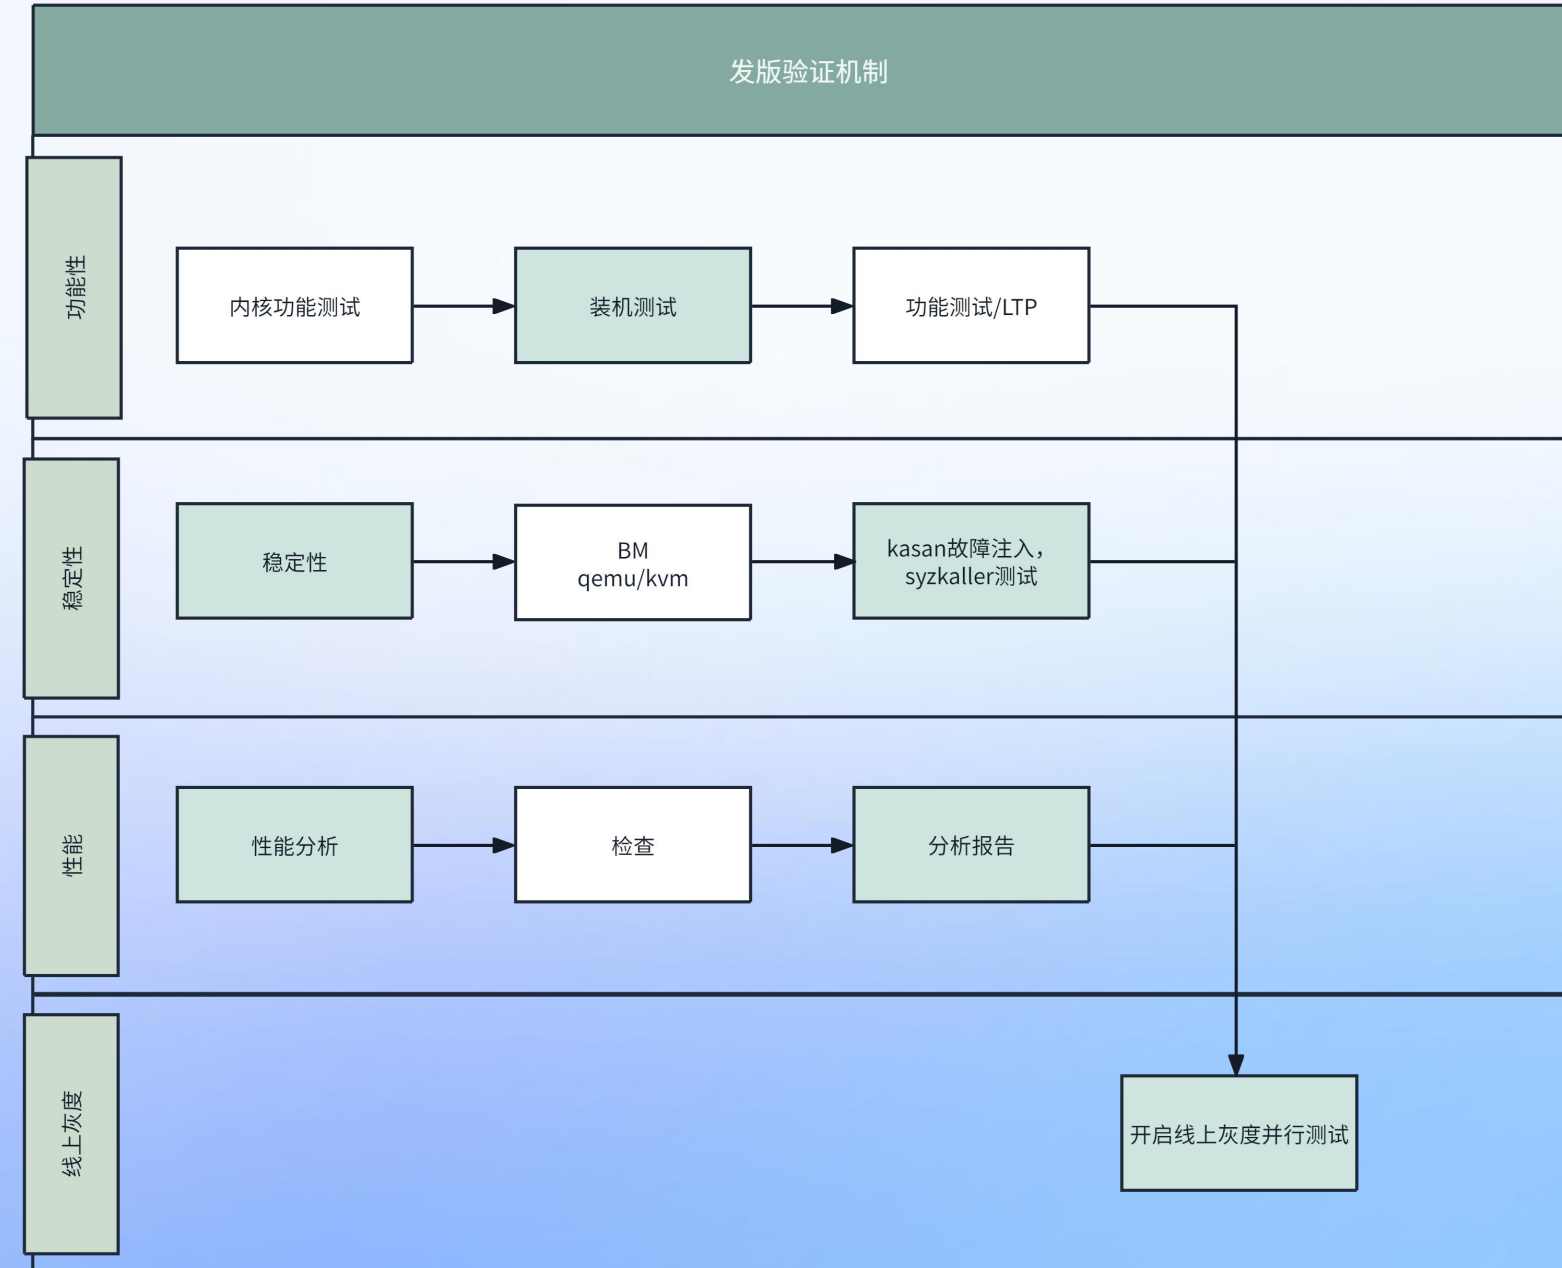 发版验证机制
功能性
内核功能测试
装机测试
功能测试/LTP
稳定性
稳定性
BM
qemu/kvm
kasan故障注入，
syzkaller测试
性能
性能分析
检查
分析报告
线上灰度
开启线上灰度并行测试